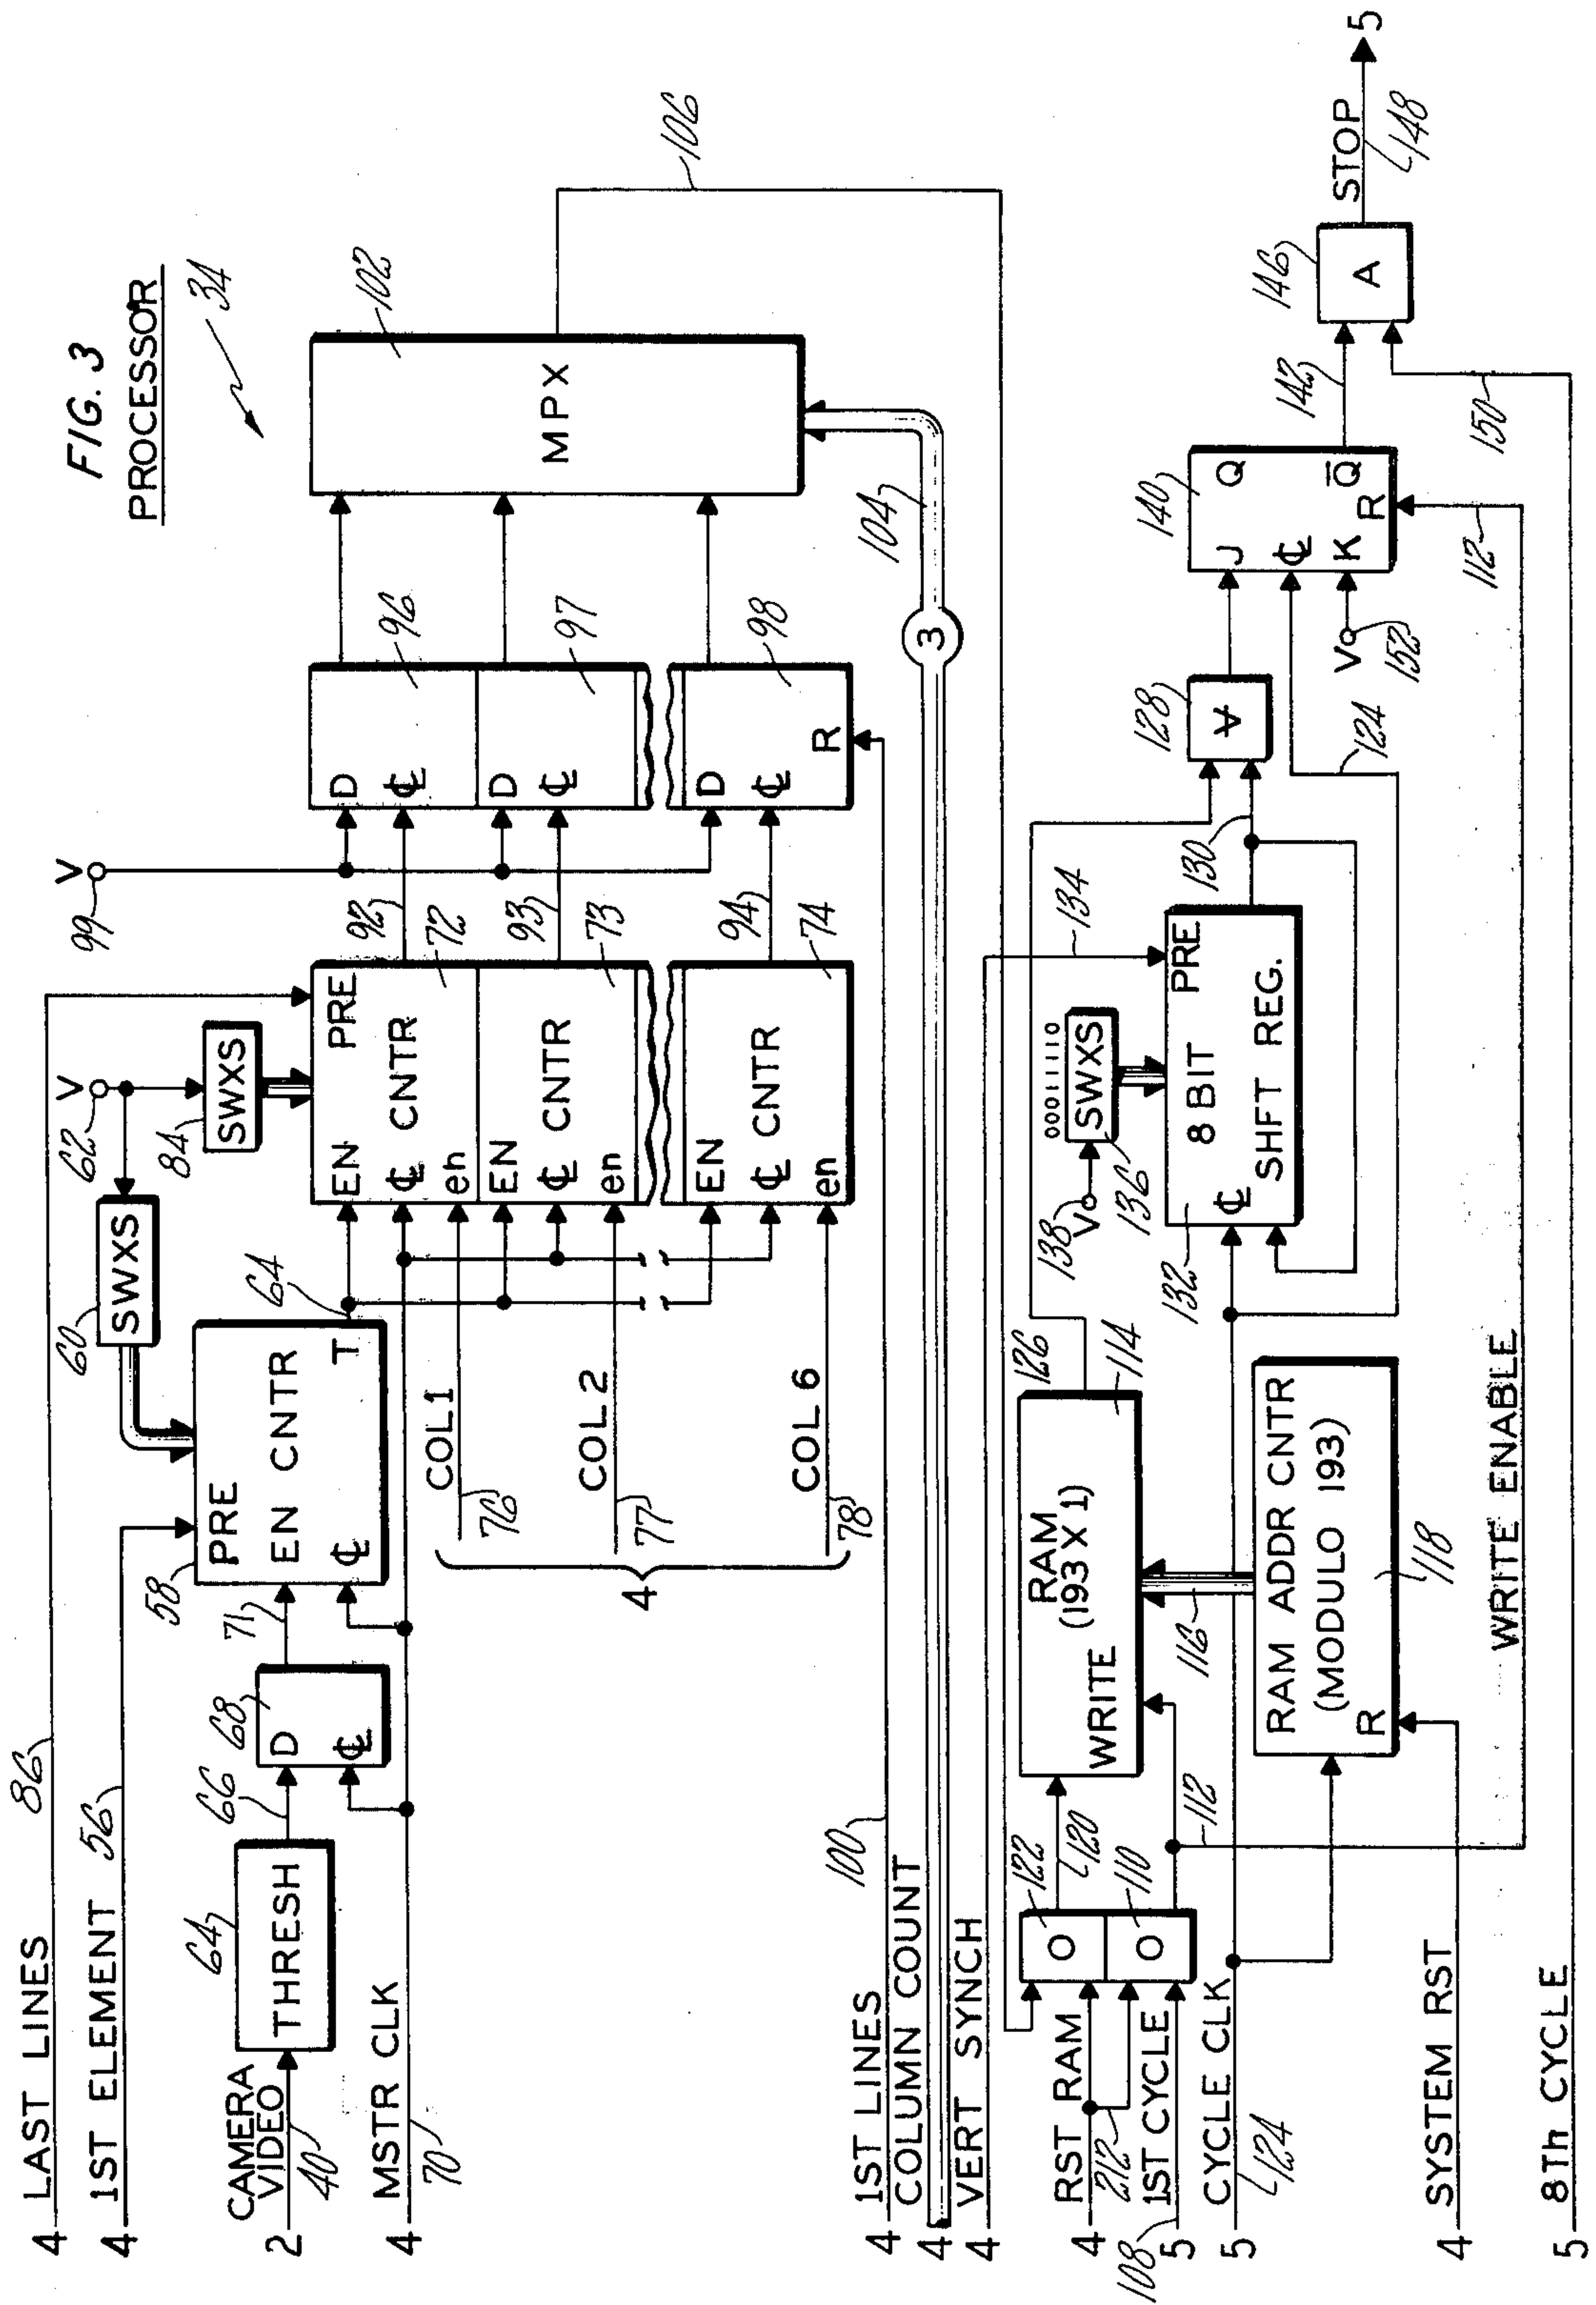 FIG. 3
PROCESSOR
34
4 LAST LINES 86
4 1ST ELEMENT 56
2 CAMERA VIDEO 40
THRESH 64
66
D
68
71
4 MSTR CLK 70
58
PRE
EN CNTR
T
60 SWXS
62 V
84 SWXS
64
EN PRE
CNTR 72
en
EN
CNTR 73
en
EN
CNTR 74
en
COL 1
76
COL 2
77
COL 6
78
4
92
93
94
99 V
D
96
D
97
D
98
R
MPX
102
106
104
3
4 1ST LINES 100
4 COLUMN COUNT
4 VERT SYNCH
4 RST RAM
212
5 1ST CYCLE
108
5 CYCLE CLK
124
4 SYSTEM RST
5 8Th CYCLE
O 122
O 110
120
112
RAM
(193 X 1)
WRITE
114
126
116
RAM ADDR CNTR
(MODULO 193)
R
118
WRITE ENABLE
138 V
SWXS
136
0001110
134
132
PRE
8 BIT
SHFT REG.
130
128
124
140
J Q
K Q̅
R
V
152
112
142
146
A
150
STOP
148
5